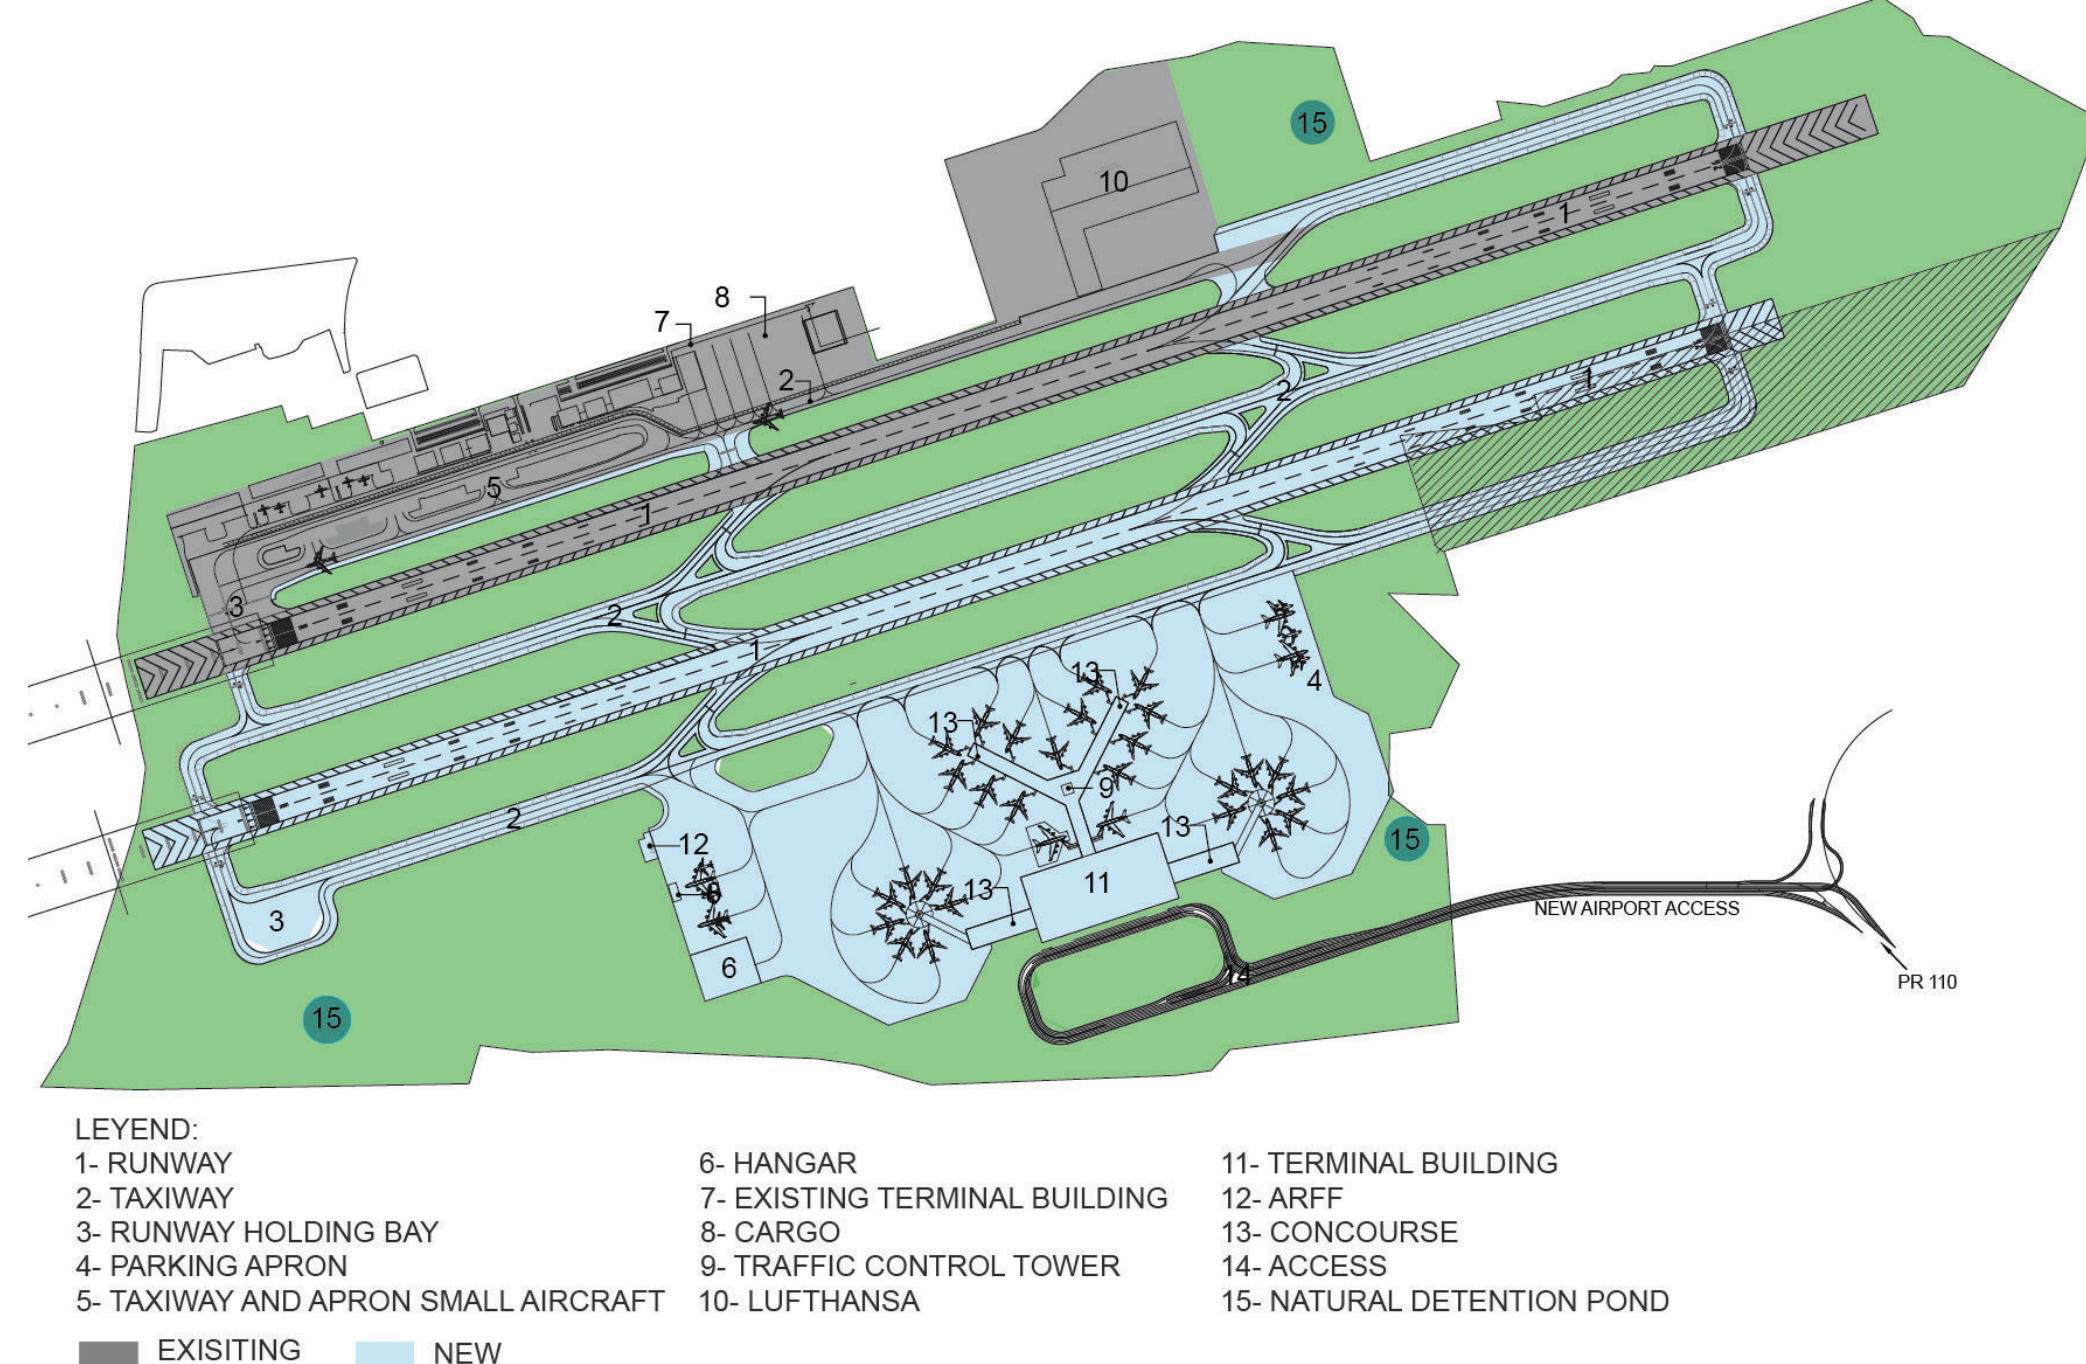 15
10
1
8
7
2
1
2
5
1
3
2
1
4
13
13
9
2
12
13
15
11
8
13
3
6
14
15
NEW AIRPORT ACCESS
PR 110
LEYEND:
1- RUNWAY
2- TAXIWAY
3- RUNWAY HOLDING BAY
4- PARKING APRON
5- TAXIWAY AND APRON SMALL AIRCRAFT
6- HANGAR
7- EXISTING TERMINAL BUILDING
8- CARGO
9- TRAFFIC CONTROL TOWER
10- LUFTHANSA
11- TERMINAL BUILDING
12- ARFF
13- CONCOURSE
14- ACCESS
15- NATURAL DETENTION POND
EXISITING
NEW